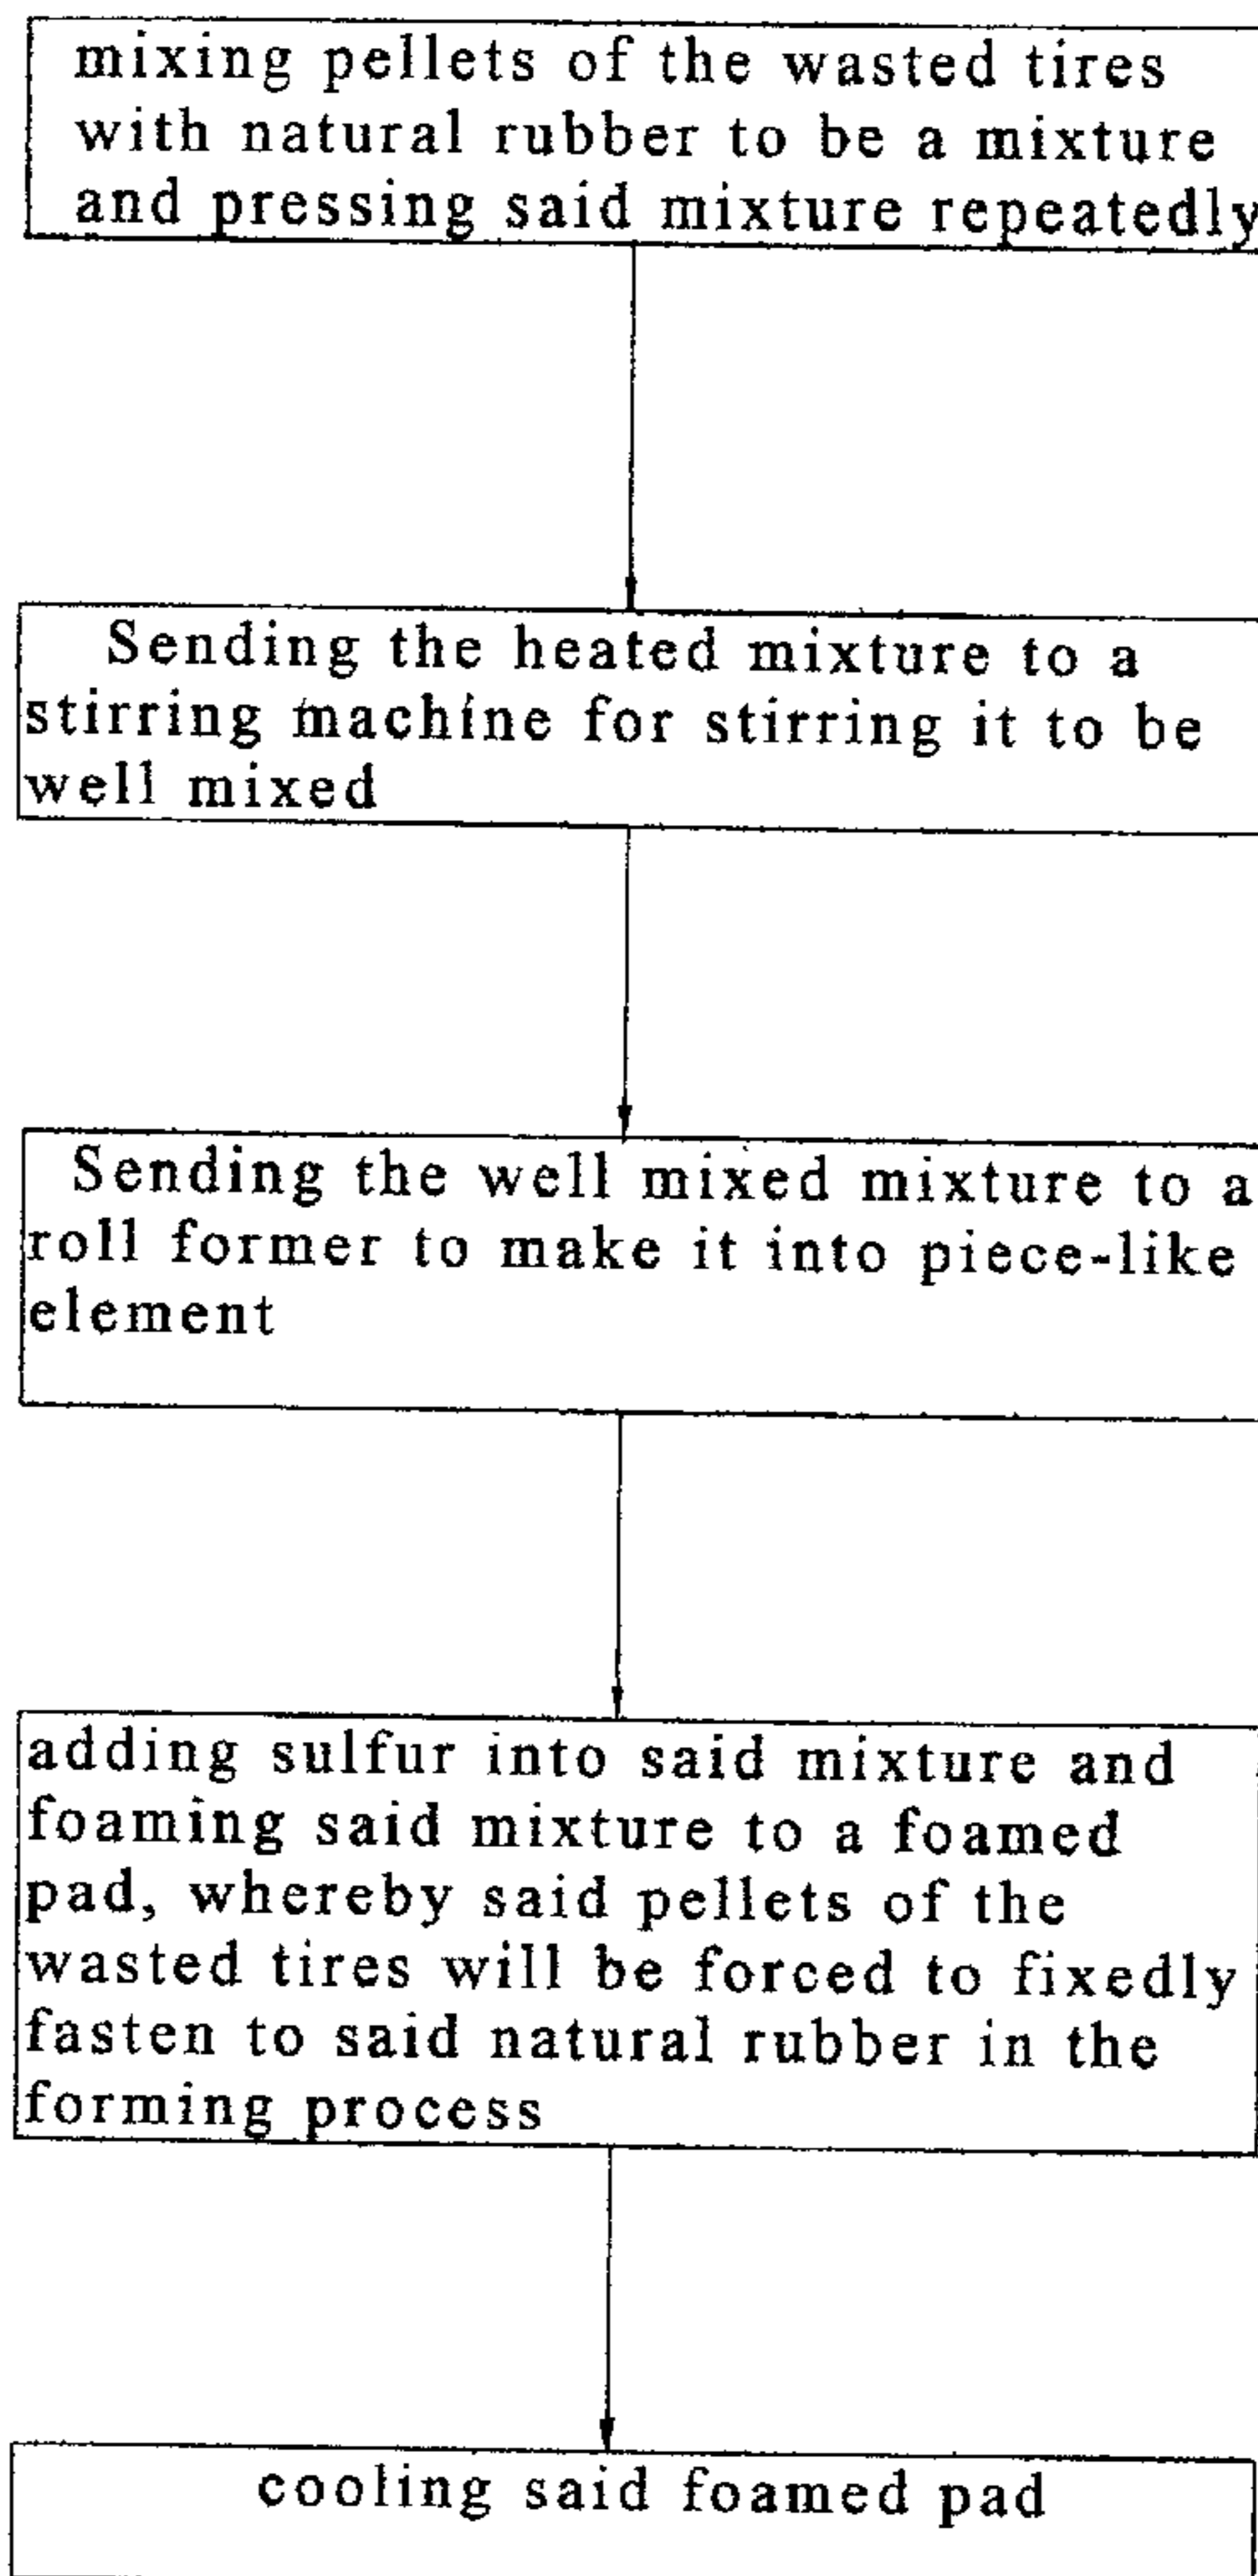 mixing pellets of the wasted tires
with natural rubber to be a mixture
and pressing said mixture repeatedly
Sending the heated mixture to a
stirring machine for stirring it to be
well mixed
Sending the well mixed mixture to a
roll former to make it into piece-like
element
adding sulfur into said mixture and
foaming said mixture to a foamed
pad, whereby said pellets of the
wasted tires will be forced to fixedly
fasten to said natural rubber in the
forming process
cooling said foamed pad